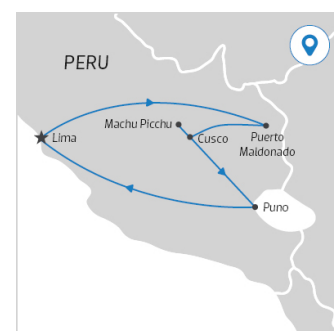 PERU
Machu Picchu
Lima
Cusco
Puerto
Maldonado
Puno